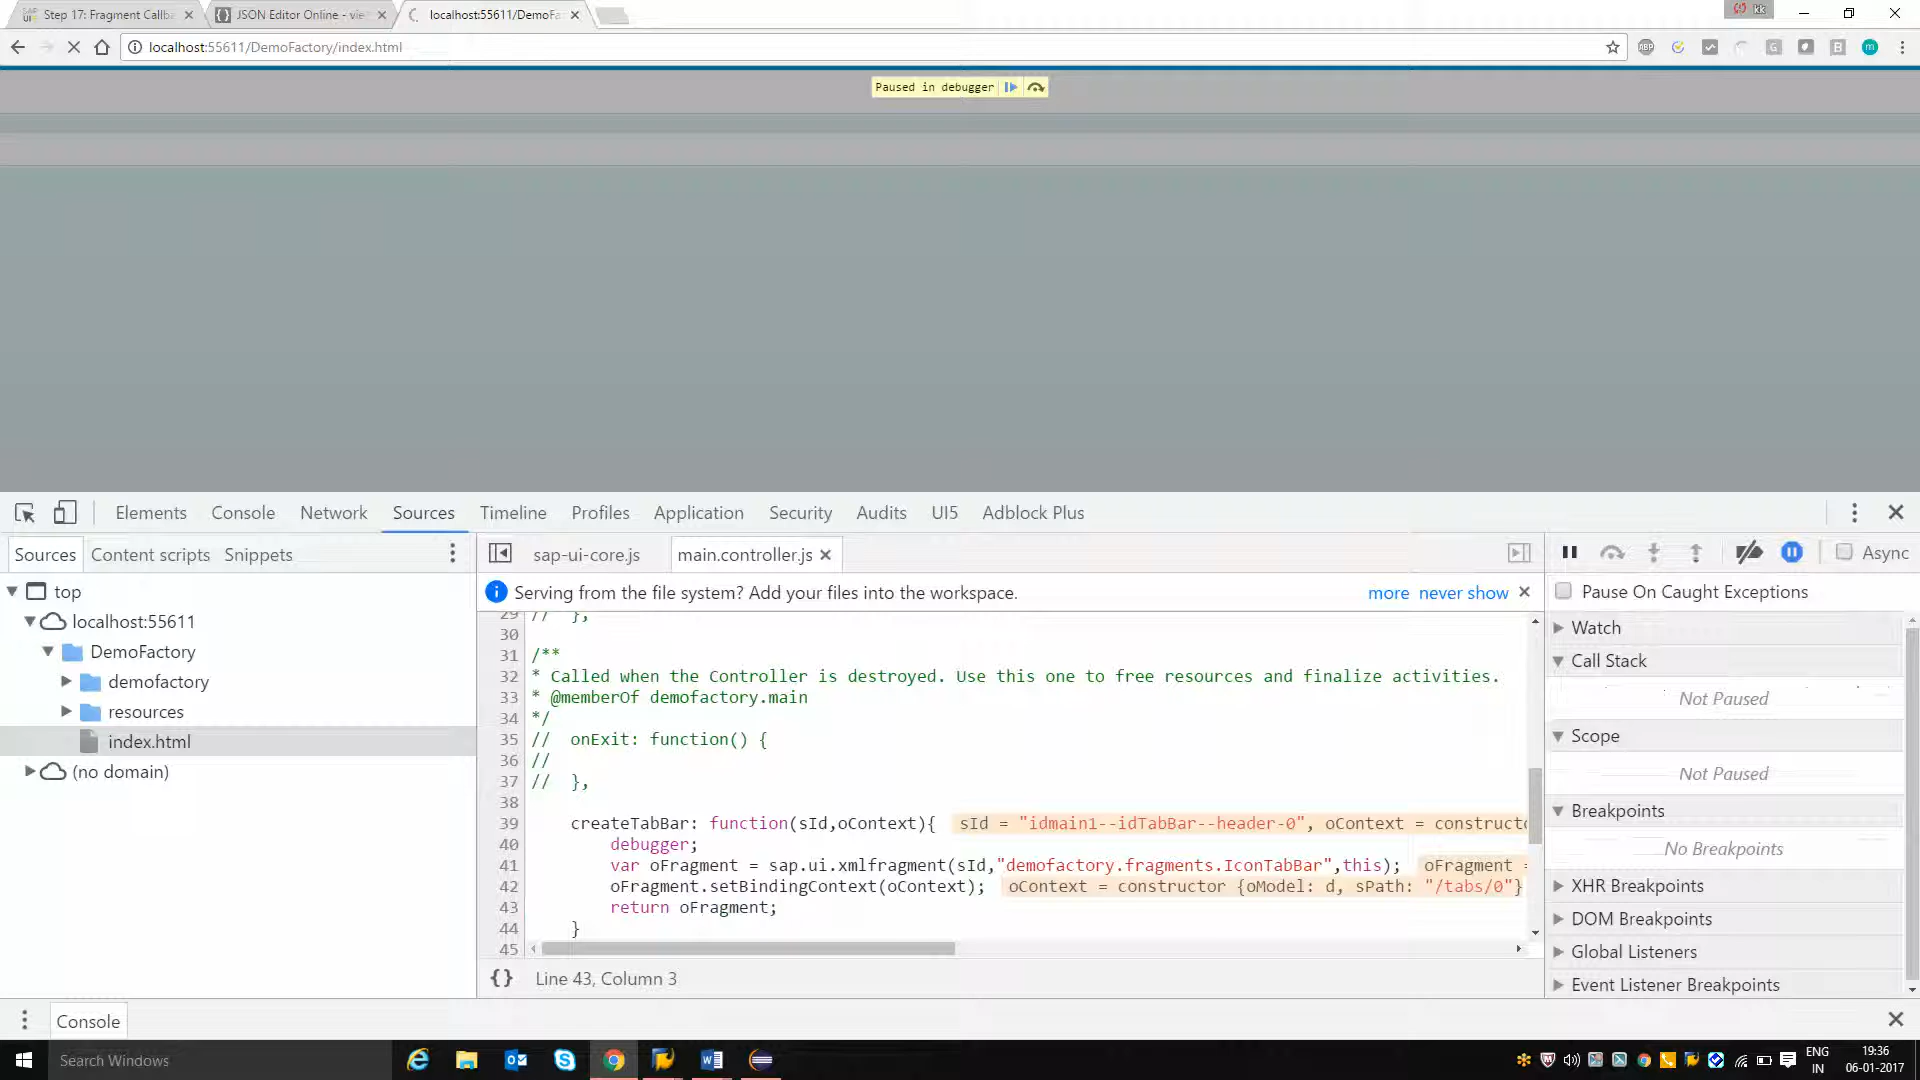 Step 17: Fragment Callba
JSON Editor Online - vie
localhost:55611/DemoFa
kk
localhost:55611/DemoFactory/index.html
ABP
G
B
m
Paused in debugger
Elements
Console
Network
Sources
Timeline
Profiles
Application
Security
Audits
UI5
Adblock Plus
Sources
Content scripts
Snippets
sap-ui-core.js
main.controller.js
Async
top
localhost:55611
DemoFactory
demofactory
resources
index.html
(no domain)
Serving from the file system? Add your files into the workspace.
more
never show
29 // },
30
31 /**
32 * Called when the Controller is destroyed. Use this one to free resources and finalize activities.
33 * @memberOf demofactory.main
34 */
35 // onExit: function() {
36 //
37 // },
38
39 createTabBar: function(sId,oContext){ sId = "idmain1--idTabBar--header-0", oContext = constructo
40 debugger;
41 var oFragment = sap.ui.xmlfragment(sId,"demofactory.fragments.IconTabBar",this); oFragment =
42 oFragment.setBindingContext(oContext); oContext = constructor {oModel: d, sPath: "/tabs/0"}
43 return oFragment;
44 }
45
{} Line 43, Column 3
Pause On Caught Exceptions
Watch
Call Stack
Not Paused
Scope
Not Paused
Breakpoints
No Breakpoints
XHR Breakpoints
DOM Breakpoints
Global Listeners
Event Listener Breakpoints
Console
Search Windows
ENG
IN
19:36
06-01-2017